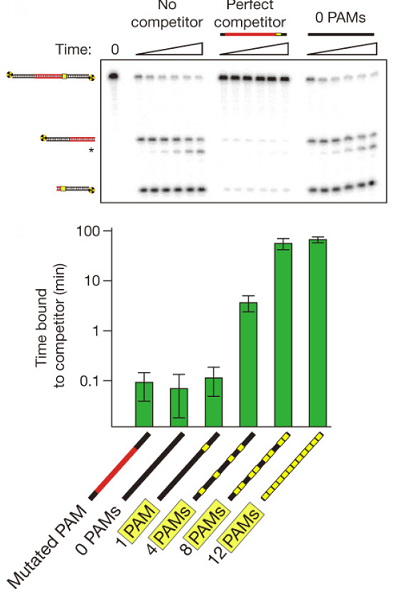 No competitor
Perfect competitor
0 PAMs
Time: 0
*
Time bound to competitor (min)
100
10
1
0.1
Mutated PAM
0 PAMs
1 PAM
4 PAMs
8 PAMs
12 PAMs